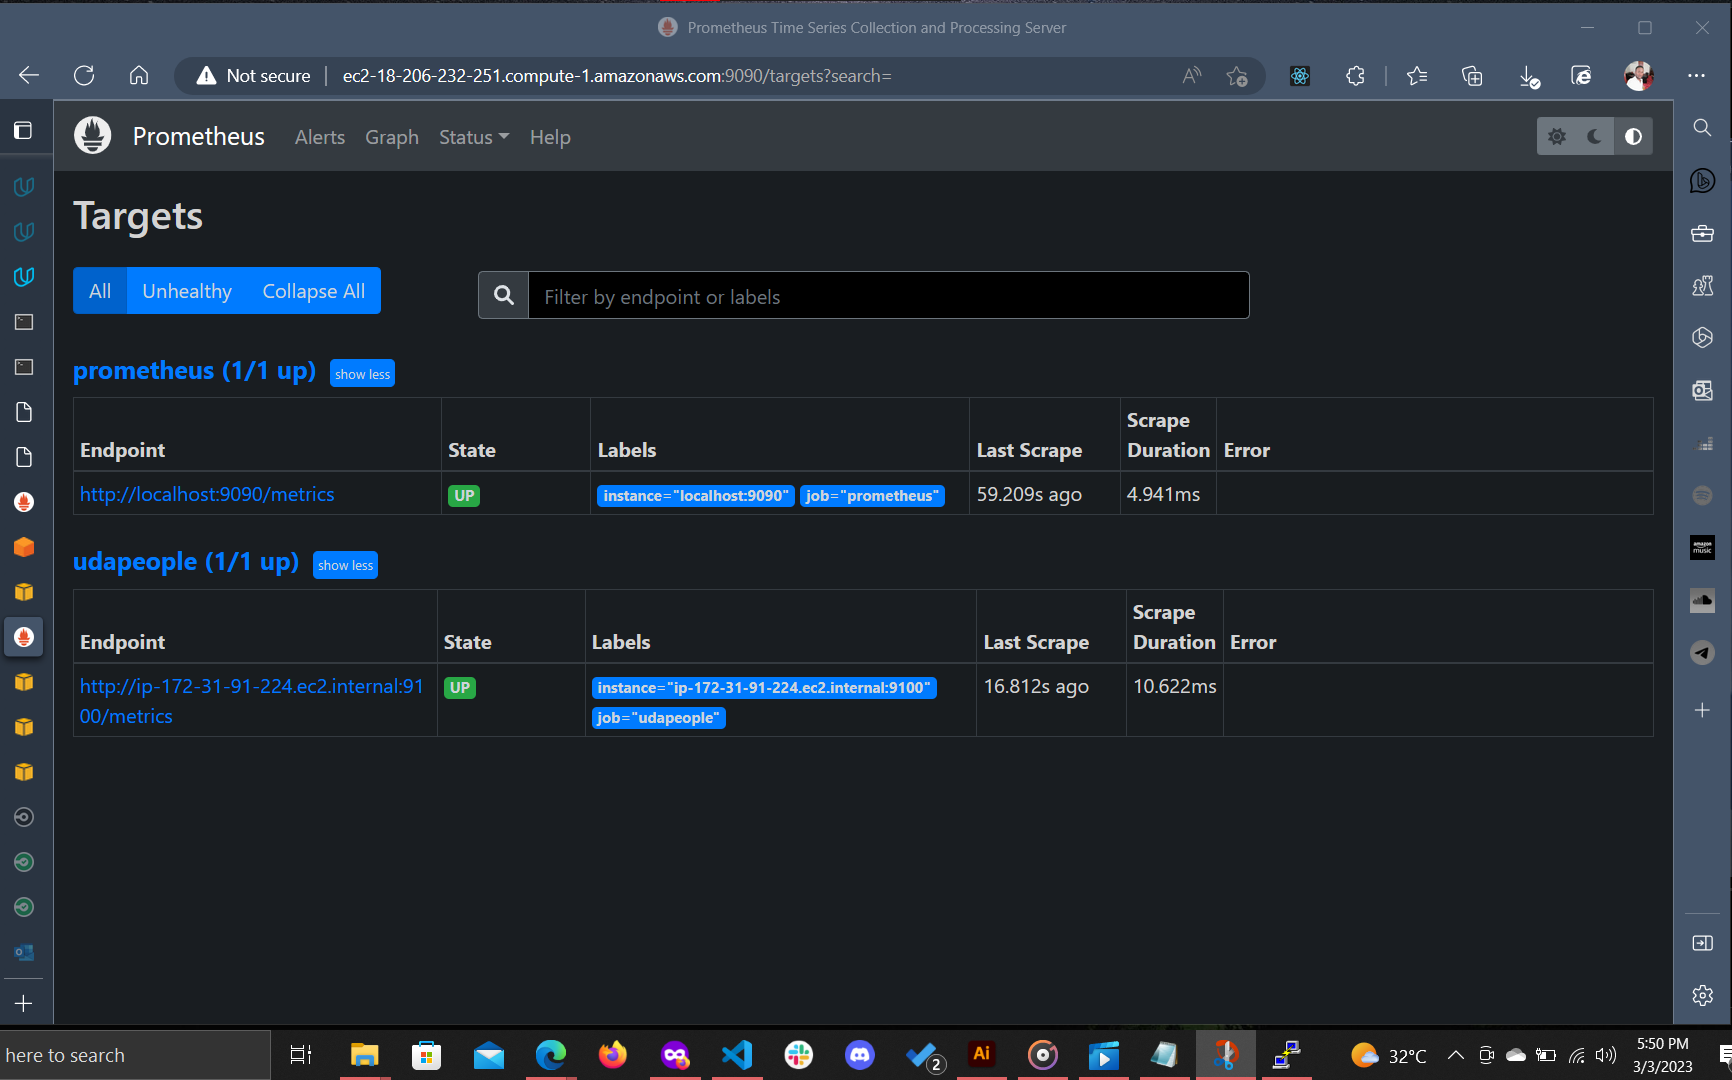 Prometheus Time Series Collection and Processing Server
Not secure | ec2-18-206-232-251.compute-1.amazonaws.com:9090/targets?search=
Prometheus Alerts Graph Status Help
Targets
All Unhealthy Collapse All
Filter by endpoint or labels
prometheus (1/1 up) show less
Endpoint State Labels Last Scrape Scrape Duration Error
http://localhost:9090/metrics UP instance="localhost:9090" job="prometheus" 59.209s ago 4.941ms
udapeople (1/1 up) show less
Endpoint State Labels Last Scrape Scrape Duration Error
http://ip-172-31-91-224.ec2.internal:91
00/metrics
UP
instance="ip-172-31-91-224.ec2.internal:9100"
job="udapeople"
16.812s ago 10.622ms
amazon
music
here to search
2
Ai
32°C
5:50 PM
3/3/2023